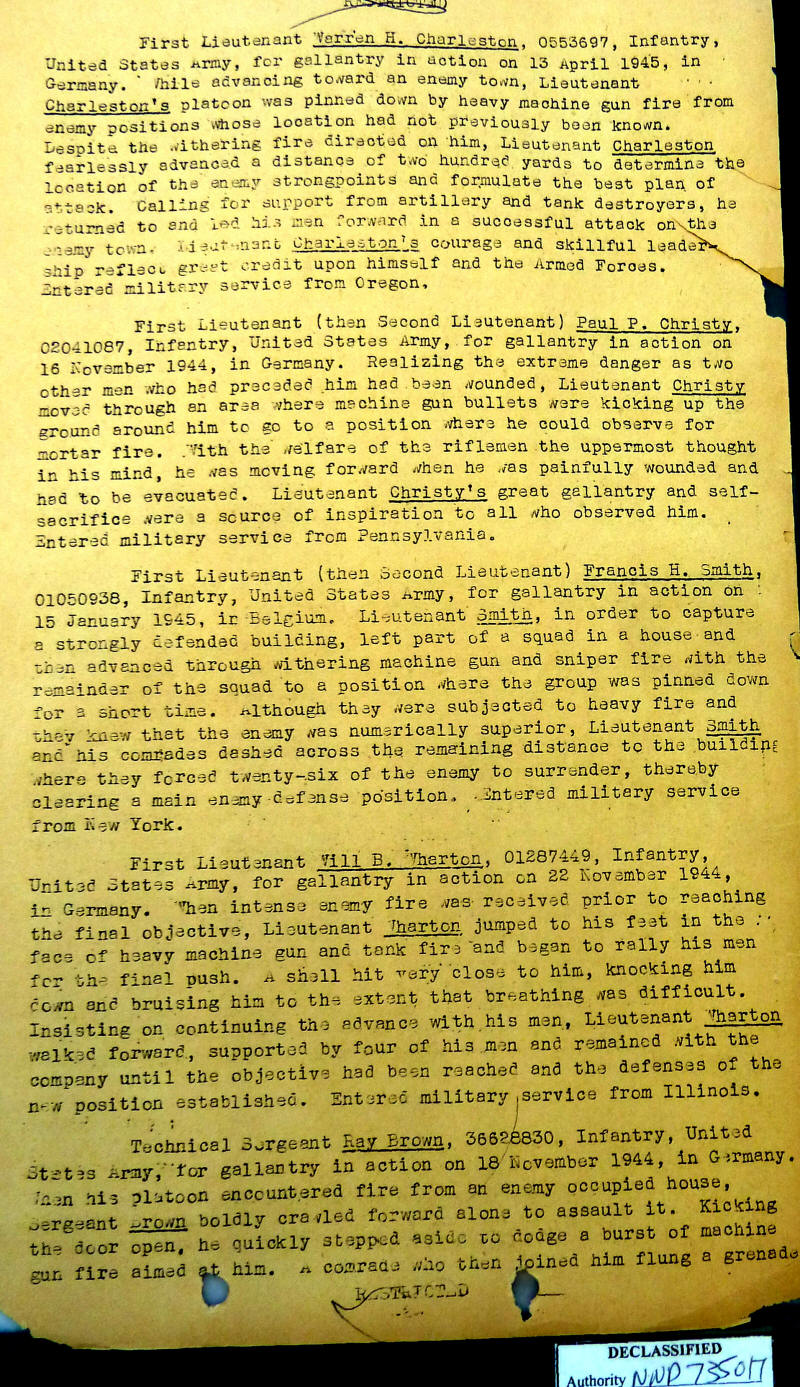 RESTRICTED
First Lieutenant Warren H. Charleston, 0553697, Infantry,
United States Army, for gallantry in action on 13 April 1945, in
Germany. While advancing toward an enemy town, Lieutenant
Charleston's platoon was pinned down by heavy machine gun fire from
enemy positions whose location had not previously been known.
Despite the withering fire directed on him, Lieutenant Charleston
fearlessly advanced a distance of two hundred yards to determine the
location of the enemy strongpoints and formulate the best plan of
attack. Calling for support from artillery and tank destroyers, he
returned to and led his men forward in a successful attack on the
enemy town. Lieutenant Charleston's courage and skillful leader-
ship reflect great credit upon himself and the Armed Forces.
Entered military service from Oregon.
First Lieutenant (then Second Lieutenant) Paul P. Christy,
02041087, Infantry, United States Army, for gallantry in action on
16 November 1944, in Germany. Realizing the extreme danger as two
other men who had preceded him had been wounded, Lieutenant Christy
moved through an area where machine gun bullets were kicking up the
ground around him to go to a position where he could observe for
mortar fire. With the welfare of the riflemen the uppermost thought
in his mind, he was moving forward when he was painfully wounded and
had to be evacuated. Lieutenant Christy's great gallantry and self-
sacrifice were a source of inspiration to all who observed him.
Entered military service from Pennsylvania.
First Lieutenant (then Second Lieutenant) Francis H. Smith,
01050938, Infantry, United States Army, for gallantry in action on
15 January 1945, in Belgium. Lieutenant Smith, in order to capture
a strongly defended building, left part of a squad in a house and
then advanced through withering machine gun and sniper fire with the
remainder of the squad to a position where the group was pinned down
for a short time. Although they were subjected to heavy fire and
they knew that the enemy was numerically superior, Lieutenant Smith
and his comrades dashed across the remaining distance to the building
where they forced twenty-six of the enemy to surrender, thereby
clearing a main enemy defense position. Entered military service
from New York.
First Lieutenant Will B. Wharton, 01287449, Infantry,
United States Army, for gallantry in action on 22 November 1944,
in Germany. When intense enemy fire was received prior to reaching
the final objective, Lieutenant Wharton jumped to his feet in the
face of heavy machine gun and tank fire and began to rally his men
for the final push. A shell hit very close to him, knocking him
down and bruising him to the extent that breathing was difficult.
Insisting on continuing the advance with his men, Lieutenant Wharton
walked forward, supported by four of his men and remained with the
company until the objective had been reached and the defenses of the
new position established. Entered military service from Illinois.
Technical Sergeant Ray Brown, 36628830, Infantry, United
States Army, for gallantry in action on 18 November 1944, in Germany.
When his platoon encountered fire from an enemy occupied house,
Sergeant Brown boldly crawled forward alone to assault it. Kicking
the door open, he quickly stepped aside to dodge a burst of machine
gun fire aimed at him. A comrade who then joined him flung a grenade
RESTRICTED
DECLASSIFIED
Authority NND 735017